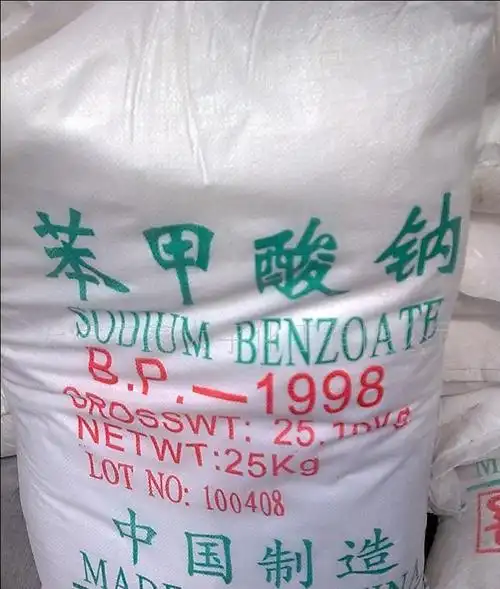 苯甲酸钠
SODIUM BENZOATE
B.P.—1998
GROSSWT: 25.10KG
NETWT:25Kg
LOT NO: 100408
中国制造
MADE